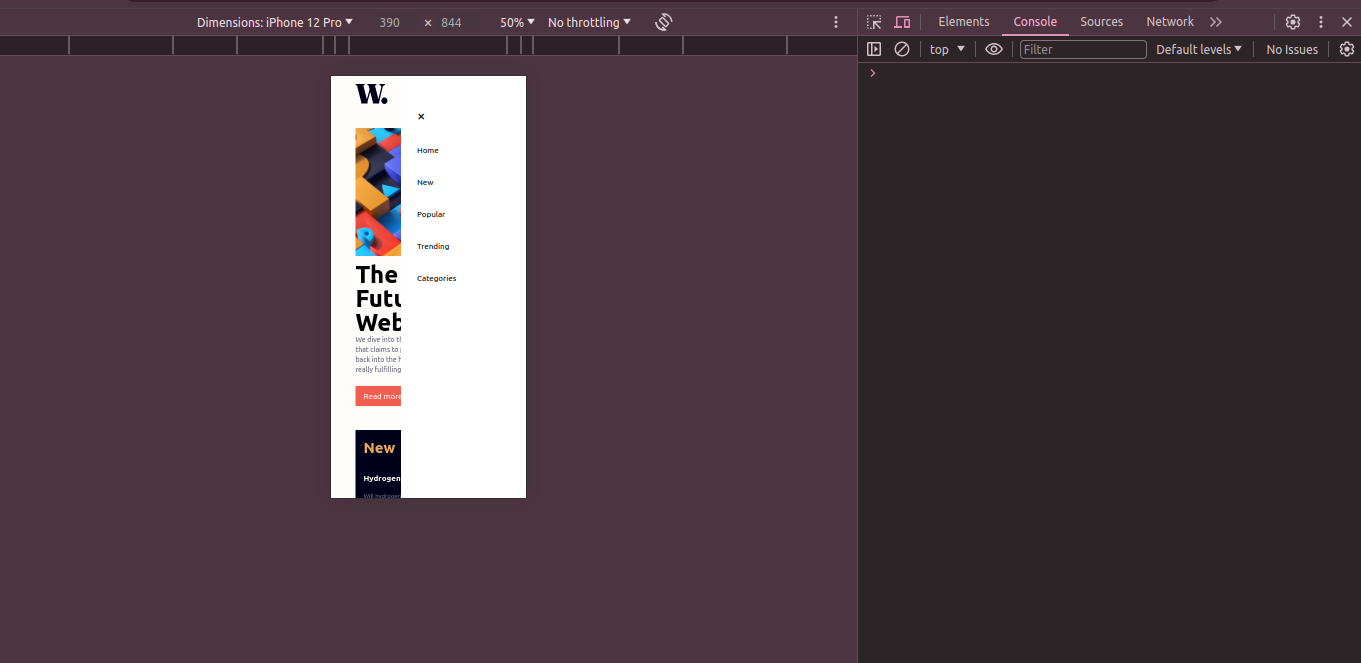 Dimensions: iPhone 12 Pro 390 × 844 50% No throttling
Elements Console Sources Network
top Filter Default levels No Issues
W.
Home
New
Popular
Trending
Categories
The
Futu
Web
We dive into th
that claims to
back into the h
really fulfilling
Read more
New
Hydrogen
Will hydrogen